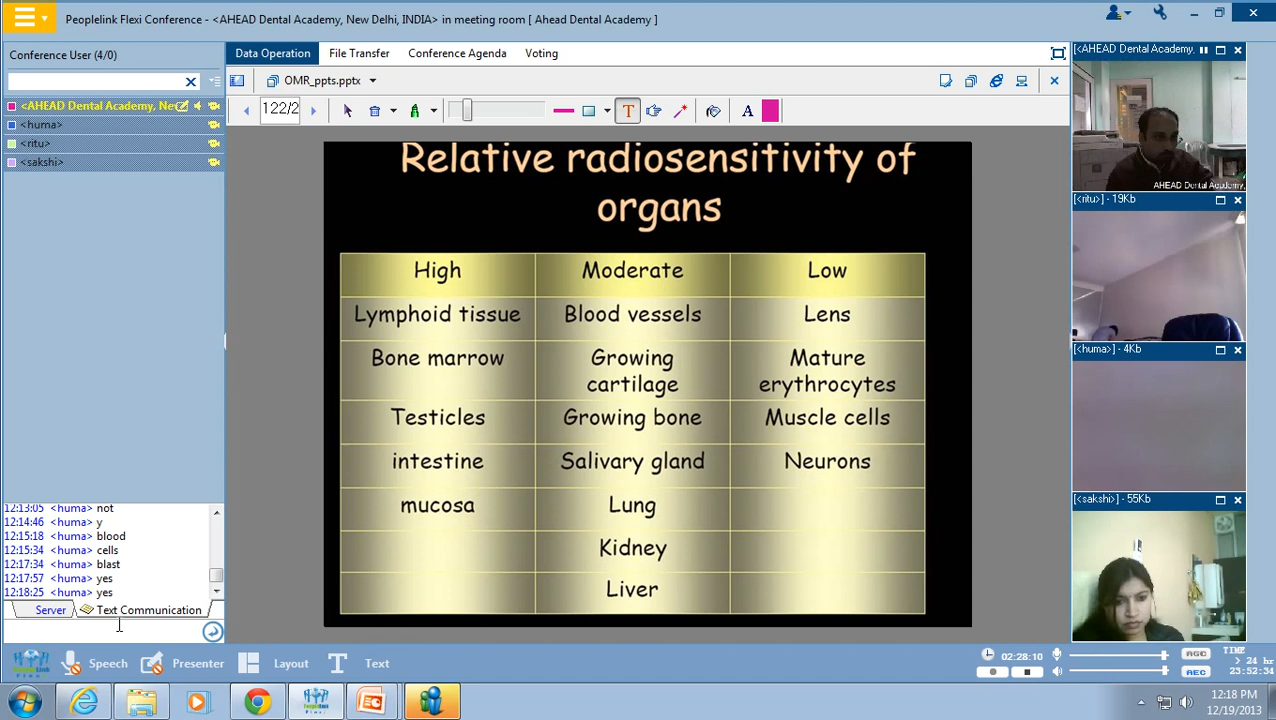 Peoplelink Flexi Conference - <AHEAD Dental Academy, New Delhi, INDIA> in meeting room [ Ahead Dental Academy ]
Conference User (4/0)
Data Operation File Transfer Conference Agenda Voting
OMR_ppts.pptx
122/2
T
A
<AHEAD Dental Academy, Ne
<huma>
<ritu>
<sakshi>
Relative radiosensitivity of
organs
High Moderate Low
Lymphoid tissue Blood vessels Lens
Bone marrow Growing cartilage Mature erythrocytes
Testicles Growing bone Muscle cells
intestine Salivary gland Neurons
mucosa Lung
Kidney
Liver
[<AHEAD Dental Academy,
AHEAD Dental Academy,
[<ritu>] - 19Kb
[<huma>] - 4Kb
[<sakshi>] - 55Kb
12:13:05 <huma> not
12:14:46 <huma> y
12:15:18 <huma> blood
12:15:34 <huma> cells
12:17:34 <huma> blast
12:17:57 <huma> yes
12:18:25 <huma> yes
Server Text Communication
Speech Presenter Layout T Text
02:28:10
AGC
AEC
TIME
> 24 hr
23:52:34
12:18 PM
12/19/2013